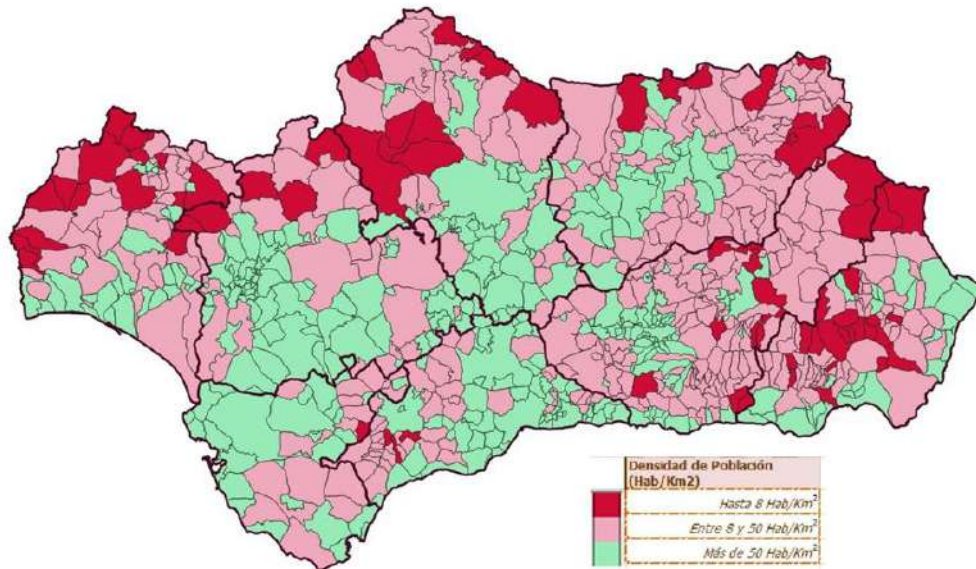 Densidad de Población
(Hab/Km2)
Hasta 8 Hab/Km²
Entre 8 y 50 Hab/Km²
Más de 50 Hab/Km²